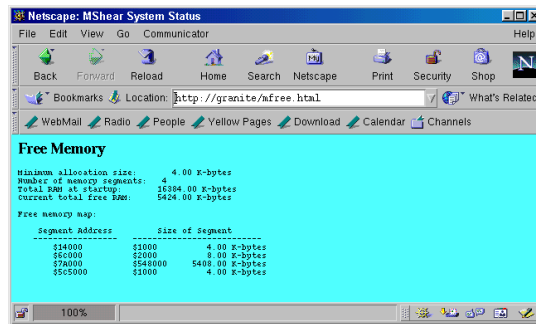 Netscape: MShear System Status
File Edit View Go Communicator Help
Back Forward Reload Home Search Netscape Print Security Shop N
Bookmarks Location: http://granite/mfree.html What's Related
WebMail Radio People Yellow Pages Download Calendar Channels
Free Memory
Minimum allocation size: 4.00 K-bytes
Number of memory segments: 4
Total RAM at startup: 16384.00 K-bytes
Current total free RAM: 5424.00 K-bytes
Free memory map:
Segment Address Size of Segment
$14000 $1000 4.00 K-bytes
$6c000 $2000 8.00 K-bytes
$7A000 $548000 5408.00 K-bytes
$5c5000 $1000 4.00 K-bytes
100%